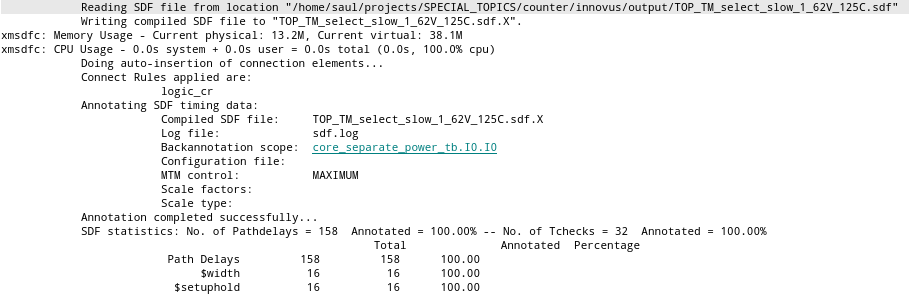 Reading SDF file from location "/home/saul/projects/SPECIAL_TOPICS/counter/innovus/output/TOP_TM_select_slow_1_62V_125C.sdf"
Writing compiled SDF file to "TOP_TM_select_slow_1_62V_125C.sdf.X".
xmsdfc: Memory Usage - Current physical: 13.2M, Current virtual: 38.1M
xmsdfc: CPU Usage - 0.0s system + 0.0s user = 0.0s total (0.0s, 100.0% cpu)
Doing auto-insertion of connection elements...
Connect Rules applied are:
logic_cr
Annotating SDF timing data:
Compiled SDF file:     TOP_TM_select_slow_1_62V_125C.sdf.X
Log file:              sdf.log
Backannotation scope:  core_separate_power_tb.I0.I0
Configuration file:
MTM control:           MAXIMUM
Scale factors:
Scale type:
Annotation completed successfully...
SDF statistics: No. of Pathdelays = 158  Annotated = 100.00% -- No. of Tchecks = 32  Annotated = 100.00%
Total            Annotated  Percentage
Path Delays        158        158     100.00
$width         16         16     100.00
$setuphold         16         16     100.00